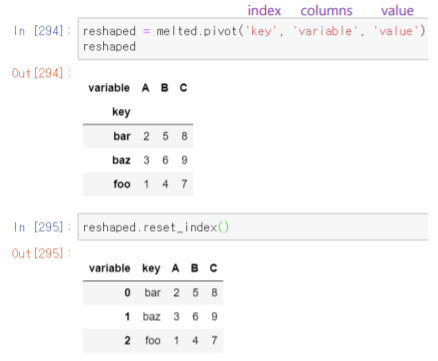 index columns value
In [294]: reshaped = melted.pivot('key', 'variable', 'value')
reshaped
Out[294]:
variable A B C
key
bar 2 5 8
baz 3 6 9
foo 1 4 7
In [295]: reshaped.reset_index()
Out[295]:
variable key A B C
0 bar 2 5 8
1 baz 3 6 9
2 foo 1 4 7